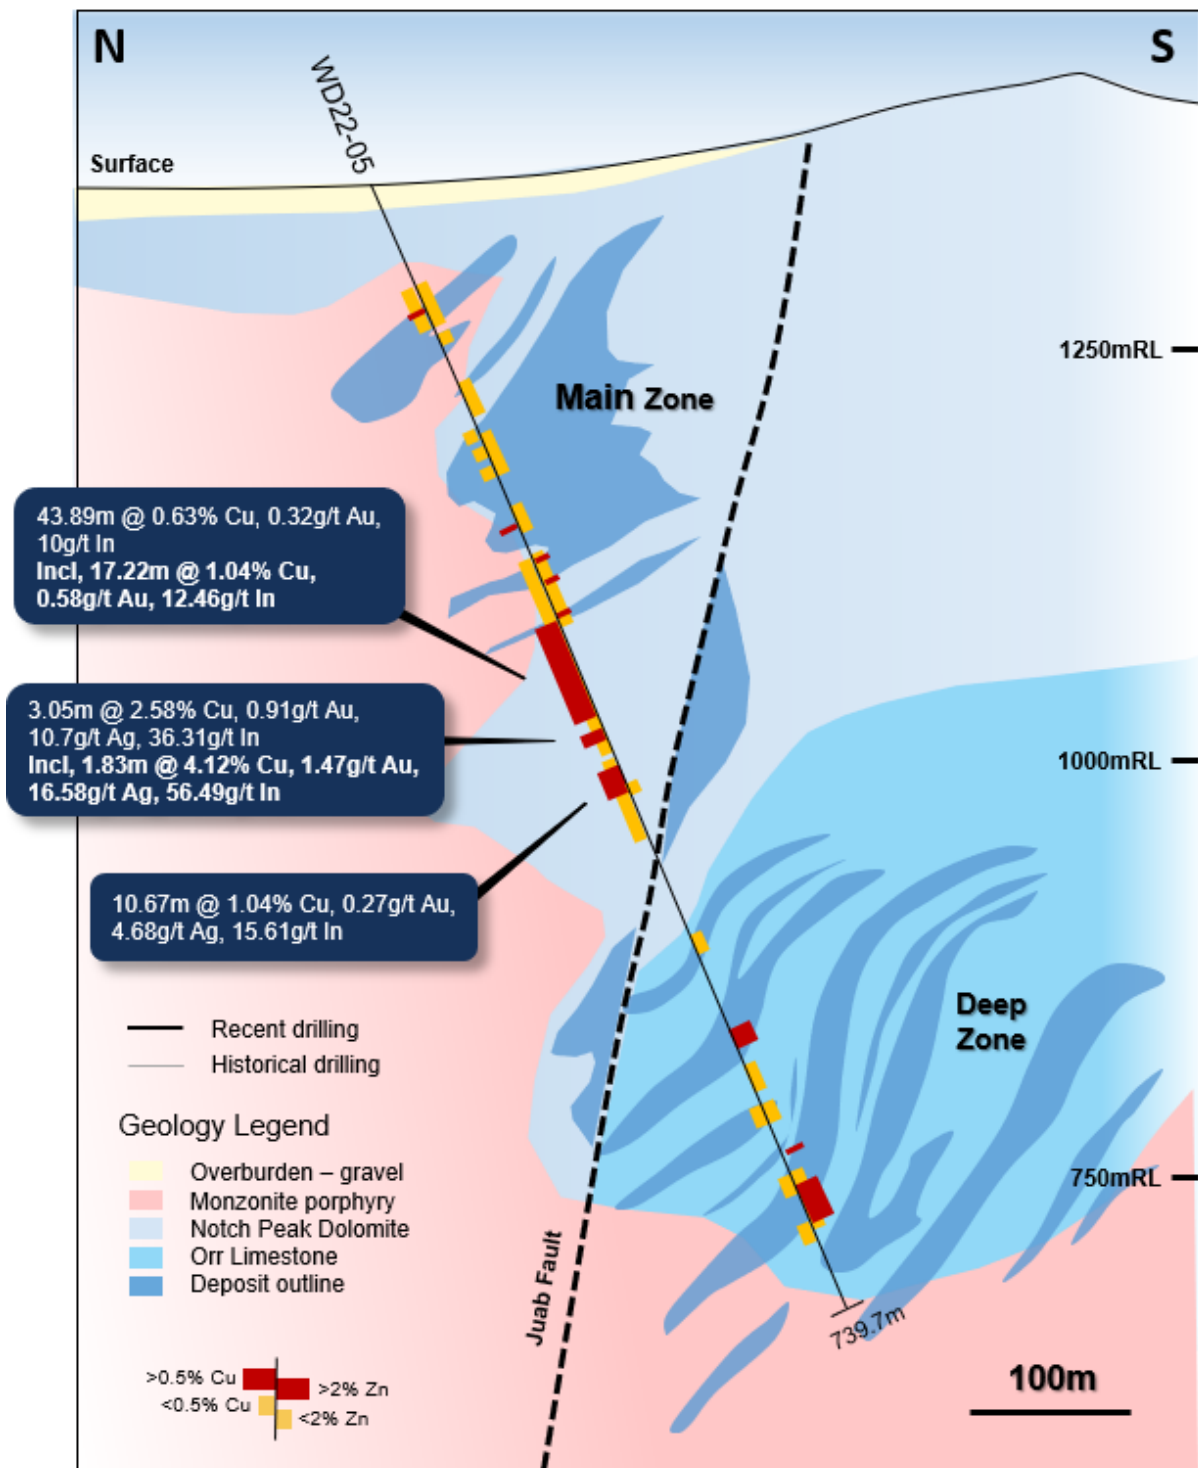 N
S
WD22-05
Surface
1250mRL
Main Zone
43.89m @ 0.63% Cu, 0.32g/t Au,
10g/t In
Incl, 17.22m @ 1.04% Cu,
0.58g/t Au, 12.46g/t In
3.05m @ 2.58% Cu, 0.91g/t Au,
10.7g/t Ag, 36.31g/t In
Incl, 1.83m @ 4.12% Cu, 1.47g/t Au,
16.58g/t Ag, 56.49g/t In
1000mRL
10.67m @ 1.04% Cu, 0.27g/t Au,
4.68g/t Ag, 15.61g/t In
Deep
Zone
Recent drilling
Historical drilling
Geology Legend
Overburden – gravel
Monzonite porphyry
Notch Peak Dolomite
Orr Limestone
Deposit outline
750mRL
Juab Fault
739.7m
100m
>0.5% Cu
>2% Zn
<0.5% Cu
<2% Zn